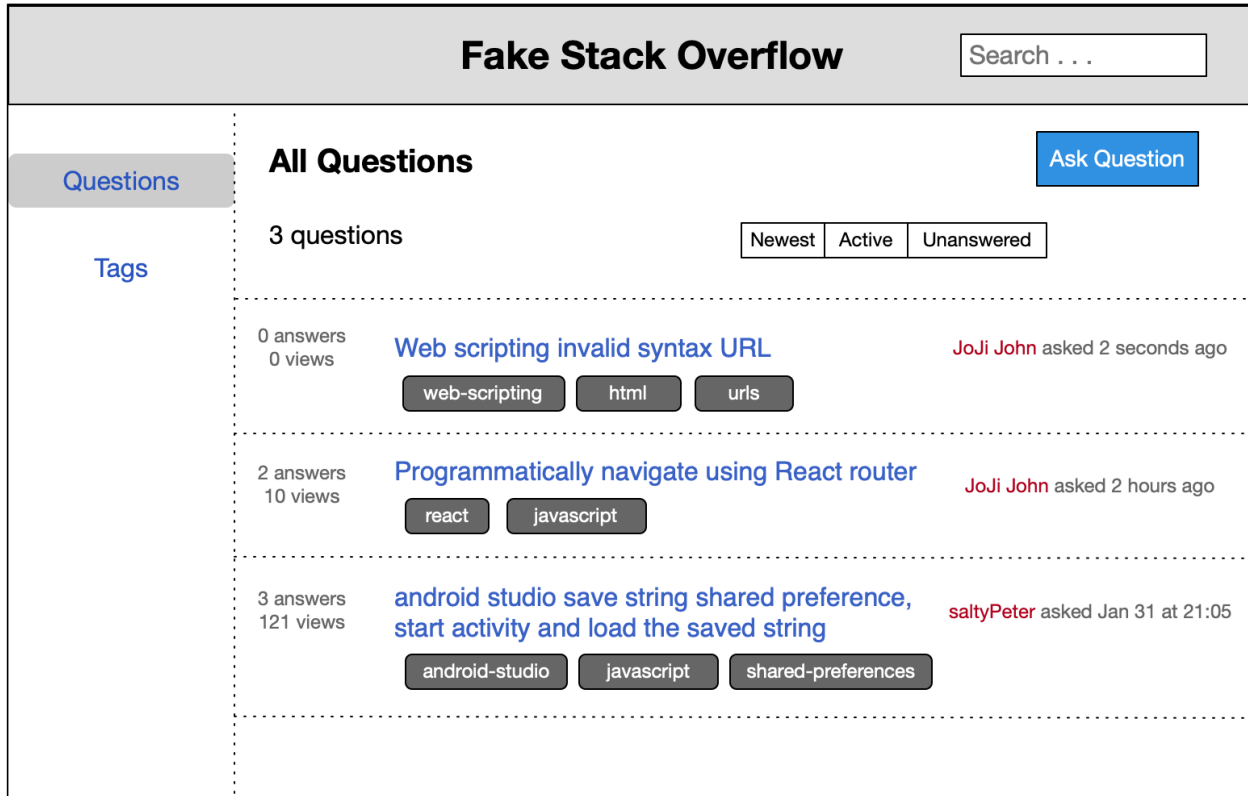 Fake Stack Overflow
Search . . .
Questions
Tags
All Questions
Ask Question
3 questions
Newest
Active
Unanswered
0 answers
0 views
Web scripting invalid syntax URL
web-scripting
html
urls
JoJi John asked 2 seconds ago
2 answers
10 views
Programmatically navigate using React router
react
javascript
JoJi John asked 2 hours ago
3 answers
121 views
android studio save string shared preference,
start activity and load the saved string
android-studio
javascript
shared-preferences
saltyPeter asked Jan 31 at 21:05